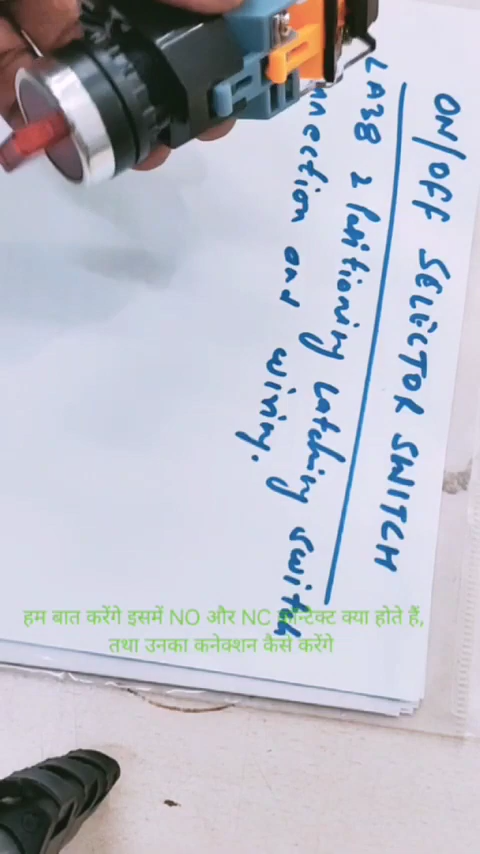 ON/OFF SELECTOR SWITCH
LA38 2 Positioning Latching switch
and wiring.
हम बात करेंगे इसमें NO और NC कॉन्टैक्ट क्या होते हैं,
तथा उनका कनेक्शन कैसे करेंगे